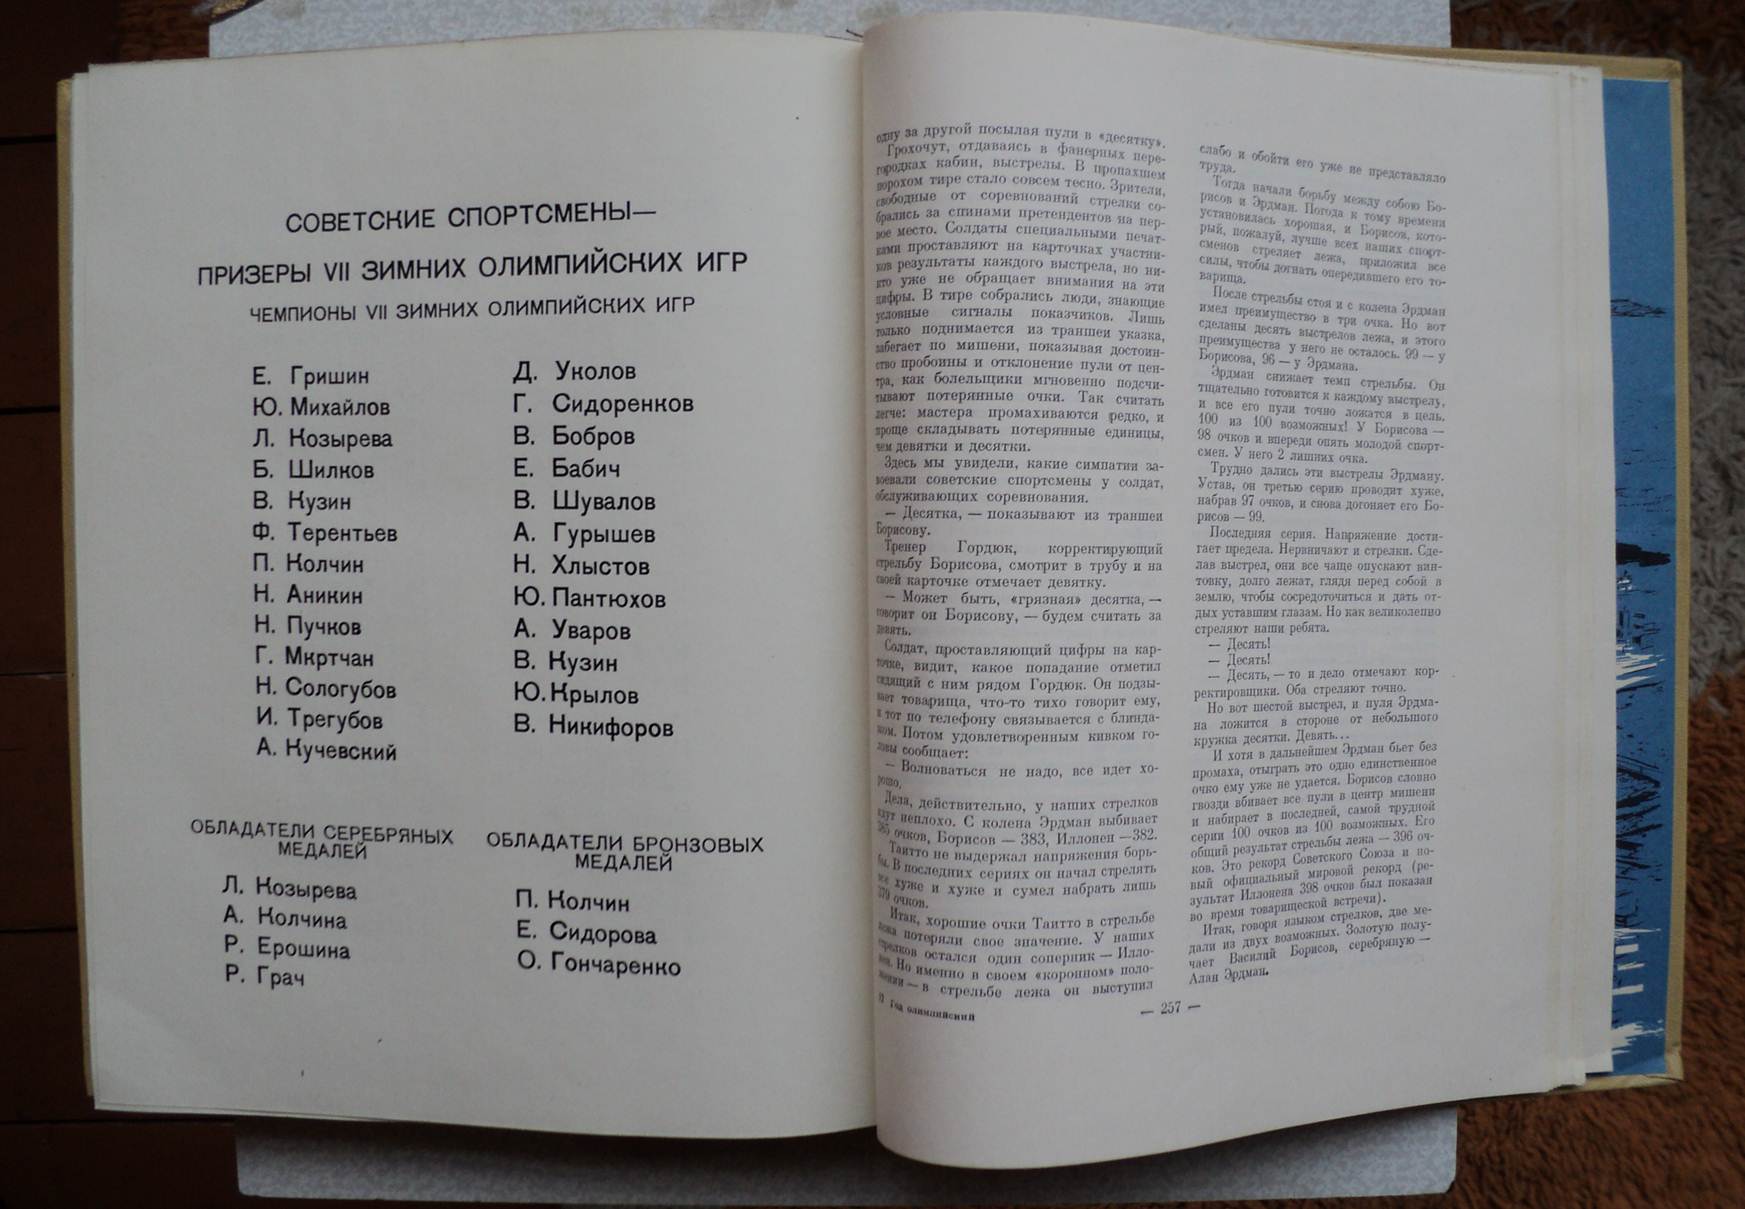 СОВЕТСКИЕ СПОРТСМЕНЫ—
ПРИЗЕРЫ VII ЗИМНИХ ОЛИМПИЙСКИХ ИГР
ЧЕМПИОНЫ VII ЗИМНИХ ОЛИМПИЙСКИХ ИГР
Е. Гришин
Ю. Михайлов
Л. Козырева
Б. Шилков
В. Кузин
Ф. Терентьев
П. Колчин
Н. Аникин
Н. Пучков
Г. Мкртчан
Н. Сологубов
И. Трегубов
А. Кучевский
Д. Уколов
Г. Сидоренков
В. Бобров
Е. Бабич
В. Шувалов
А. Гурышев
Н. Хлыстов
Ю. Пантюхов
А. Уваров
В. Кузин
Ю. Крылов
В. Никифоров
ОБЛАДАТЕЛИ СЕРЕБРЯНЫХ
МЕДАЛЕЙ
Л. Козырева
А. Колчина
Р. Ерошина
Р. Грач
ОБЛАДАТЕЛИ БРОНЗОВЫХ
МЕДАЛЕЙ
П. Колчин
Е. Сидорова
О. Гончаренко
одну за другой посылая пули в «десятку».
Грохочут, отдаваясь в фанерных пере-
городках кабин, выстрелы. В пропахшем
порохом тире стало совсем тесно. Зрители,
свободные от соревнований стрелки со-
брались за спинами претендентов на пер-
вое место. Солдаты специальными печат-
ками проставляют на карточках участни-
ков результаты каждого выстрела, но ни-
кто уже не обращает внимания на эти
цифры. В тире собрались люди, знающие
условные сигналы показчиков. Лишь
только поднимается из траншеи указка,
забегает по мишени, показывая достоин-
ство пробоины и отклонение пули от цен-
тра, как болельщики мгновенно подсчи-
тывают потерянные очки. Так считать
легче: мастера промахиваются редко, и
проще складывать потерянные единицы,
чем девятки и десятки.
Здесь мы увидели, какие симпатии за-
воевали советские спортсмены у солдат,
обслуживающих соревнования.
— Десятка, — показывают из траншеи
Борисову.
Тренер Гордюк, корректирующий
стрельбу Борисова, смотрит в трубу и на
своей карточке отмечает девятку.
— Может быть, «грязная» десятка, —
говорит он Борисову, — будем считать за
девять.
Солдат, проставляющий цифры на кар-
точке, видит, какое попадание отметил
сидящий с ним рядом Гордюк. Он подзы-
вает товарища, что-то тихо говорит ему,
и тот по телефону связывается с блинда-
жом. Потом удовлетворенным кивком го-
ловы сообщает:
— Волноваться не надо, все идет хо-
рошо.
Дела, действительно, у наших стрелков
идут неплохо. С колена Эрдман выбивает
385 очков, Борисов — 383, Иллонен —382.
Таитто не выдержал напряжения борь-
бы. В последних сериях он начал стрелять
все хуже и хуже и сумел набрать лишь
379 очков.
Итак, хорошие очки Таитто в стрельбе
лежа потеряли свое значение. У наших
стрелков остался один соперник — Илло-
нен. Но именно в своем «коронном» поло-
жении — в стрельбе лежа он выступил
Год олимпийский
слабо и обойти его уже не представляло
труда.
Тогда начали борьбу между собою Бо-
рисов и Эрдман. Погода к тому времени
установилась хорошая, и Борисов, кото-
рый, пожалуй, лучше всех наших спорт-
сменов стреляет лежа, приложил все
силы, чтобы догнать опередившего его то-
варища.
После стрельбы стоя и с колена Эрдман
имел преимущество в три очка. Но вот
сделаны десять выстрелов лежа, и этого
преимущества у него не осталось. 99 — у
Борисова, 96 — у Эрдмана.
Эрдман снижает темп стрельбы. Он
тщательно готовится к каждому выстрелу,
и все его пули точно ложатся в цель.
100 из 100 возможных! У Борисова —
98 очков и впереди опять молодой спорт-
смен. У него 2 лишних очка.
Трудно дались эти выстрелы Эрдману.
Устав, он третью серию проводит хуже,
набрав 97 очков, и снова догоняет его Бо-
рисов — 99.
Последняя серия. Напряжение дости-
гает предела. Нервничают и стрелки. Сде-
лав выстрел, они все чаще опускают вин-
товку, долго лежат, глядя перед собой в
землю, чтобы сосредоточиться и дать от-
дых уставшим глазам. Но как великолепно
стреляют наши ребята.
— Десять!
— Десять!
— Десять, — то и дело отмечают кор-
ректировщики. Оба стреляют точно.
Но вот шестой выстрел, и пуля Эрдма-
на ложится в стороне от небольшого
кружка десятки. Девять...
И хотя в дальнейшем Эрдман бьет без
промаха, отыграть это одно единственное
очко ему уже не удается. Борисов словно
гвозди вбивает все пули в центр мишени
и набирает в последней, самой трудной
серии 100 очков из 100 возможных. Его
общий результат стрельбы лежа — 396 оч-
ков. Это рекорд Советского Союза и но-
вый официальный мировой рекорд (ре-
зультат Иллонена 398 очков был показан
во время товарищеской встречи).
Итак, говоря языком стрелков, две ме-
дали из двух возможных. Золотую полу-
чает Василий Борисов, серебряную —
Алан Эрдман.
— 257 —